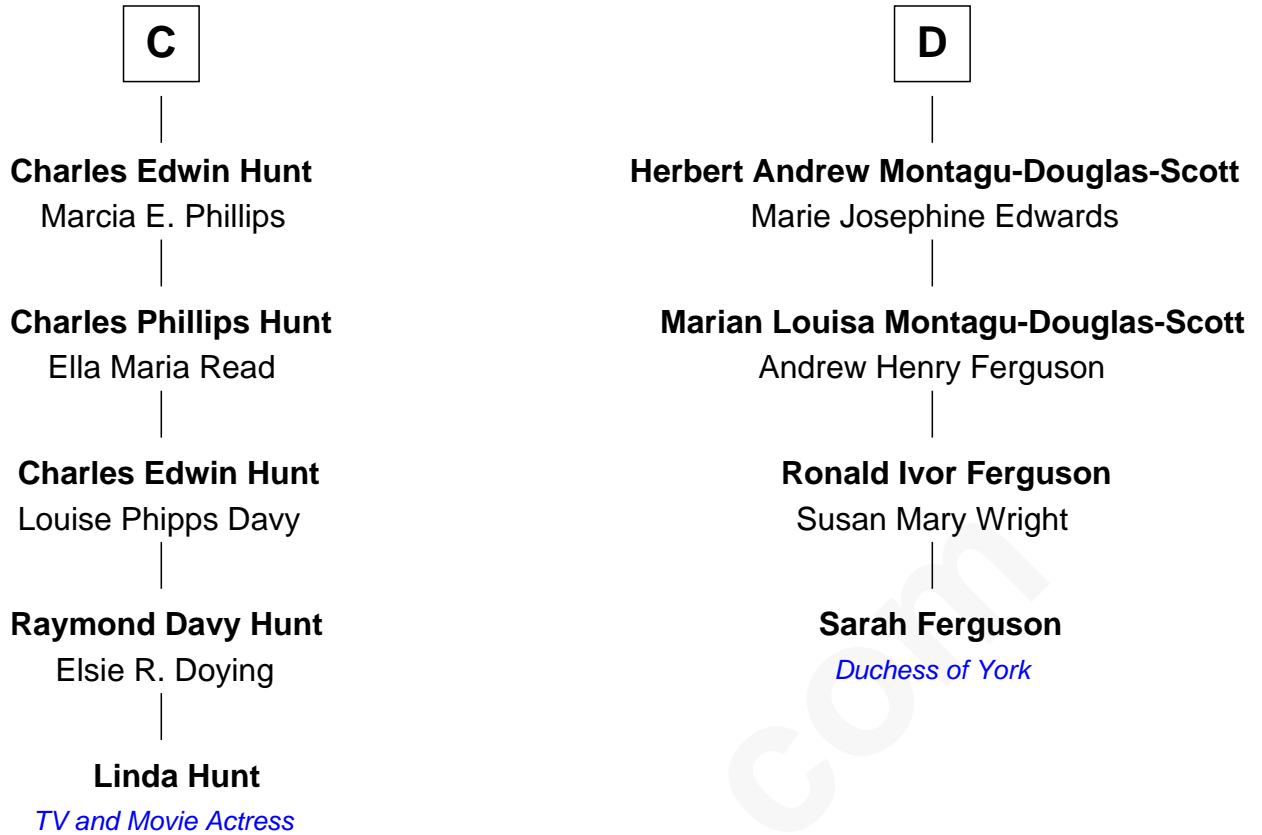 C
Charles Edwin Hunt
Marcia E. Phillips
Charles Phillips Hunt
Ella Maria Read
Charles Edwin Hunt
Louise Phipps Davy
Raymond Davy Hunt
Elsie R. Doying
Linda Hunt
TV and Movie Actress
D
Herbert Andrew Montagu-Douglas-Scott
Marie Josephine Edwards
Marian Louisa Montagu-Douglas-Scott
Andrew Henry Ferguson
Ronald Ivor Ferguson
Susan Mary Wright
Sarah Ferguson
Duchess of York
com